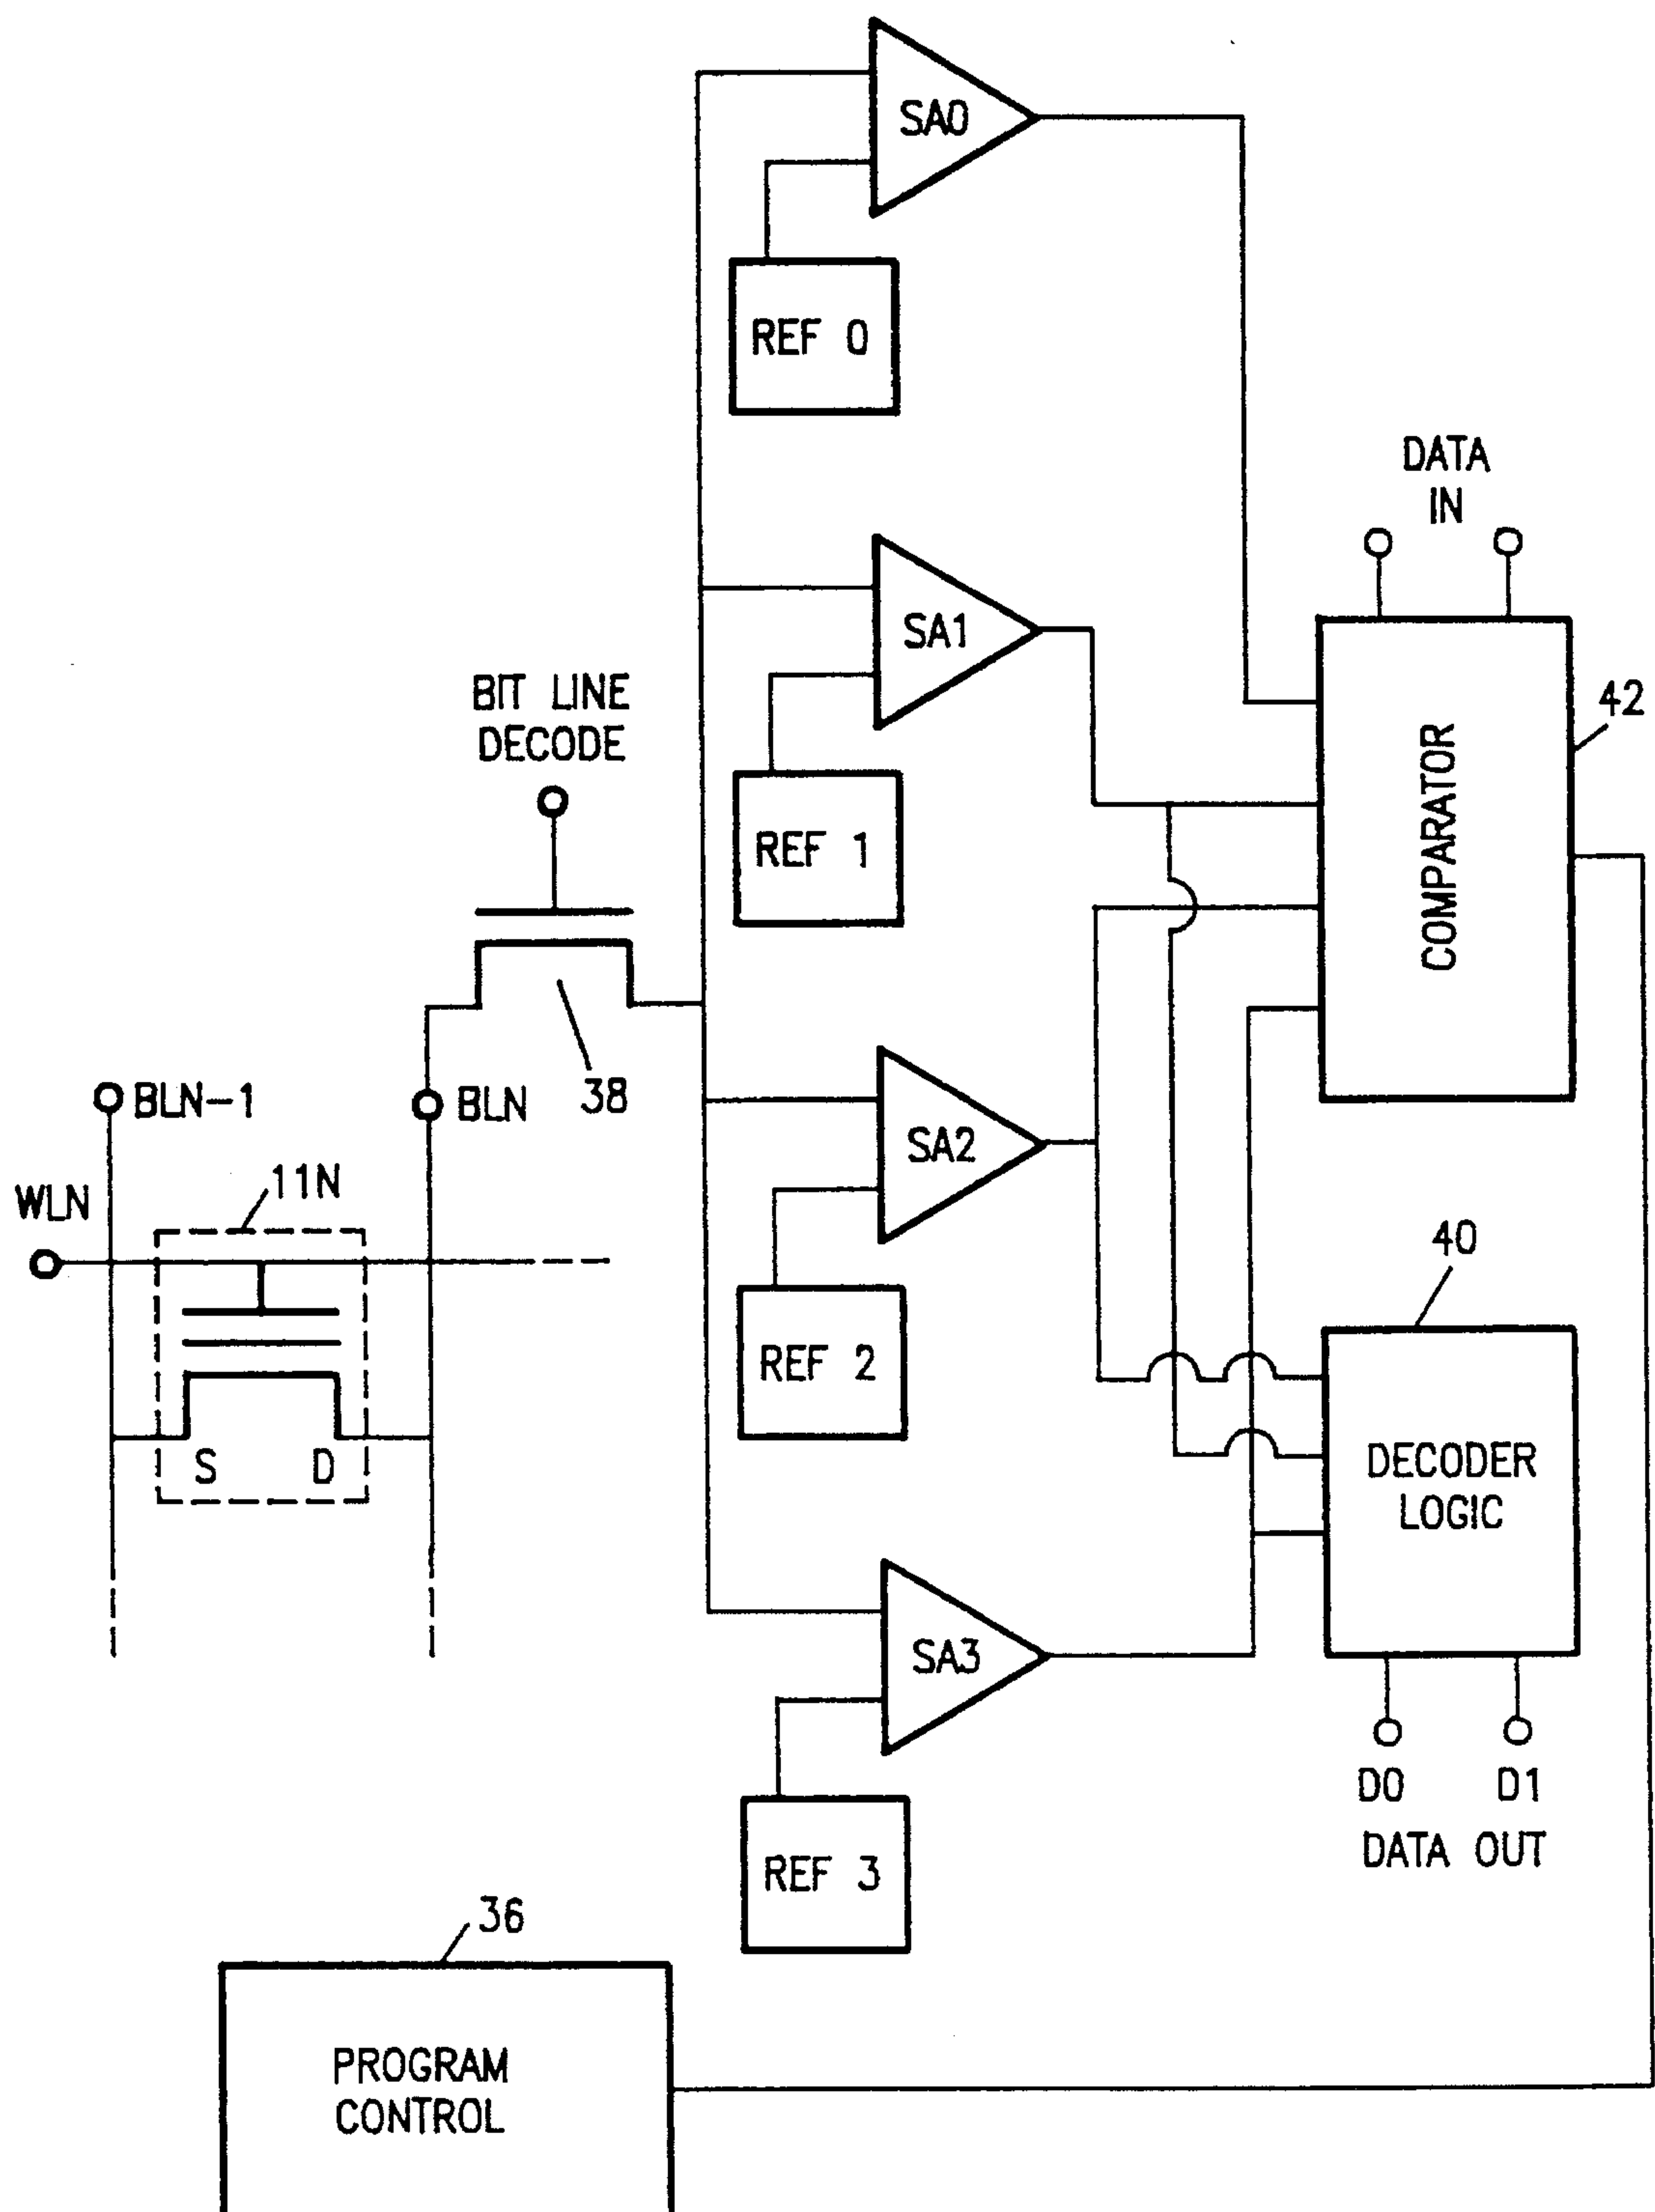 SA0
REF 0
DATA
IN
SA1
BIT LINE
DECODE
42
REF 1
COMPARATOR
38
BLN-1
BLN
SA2
11N
WLN
40
REF 2
DECODER
LOGIC
S
D
SA3
D0
D1
DATA OUT
REF 3
36
PROGRAM
CONTROL